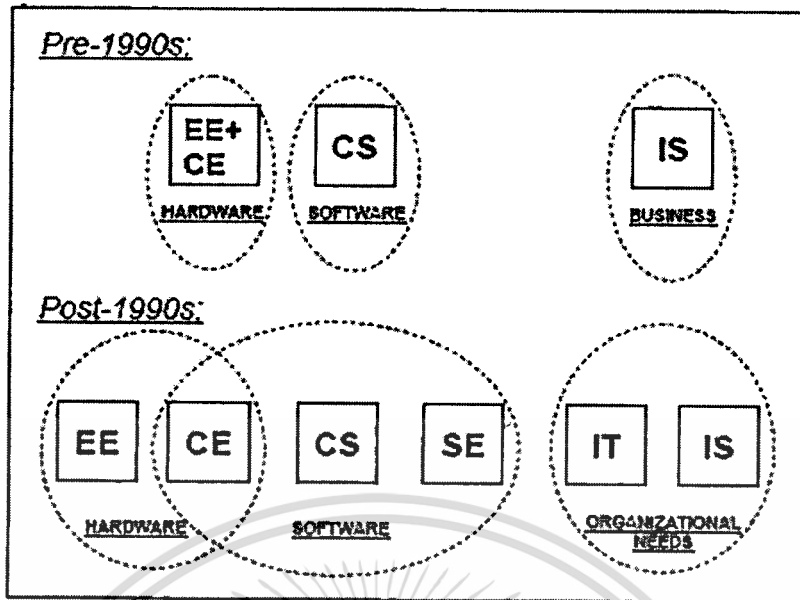 Pre-1990s:
EE+
CE
HARDWARE
CS
SOFTWARE
IS
BUSINESS
Post-1990s:
EE
CE
CS
SE
IT
IS
HARDWARE
SOFTWARE
ORGANIZATIONAL
NEEDS